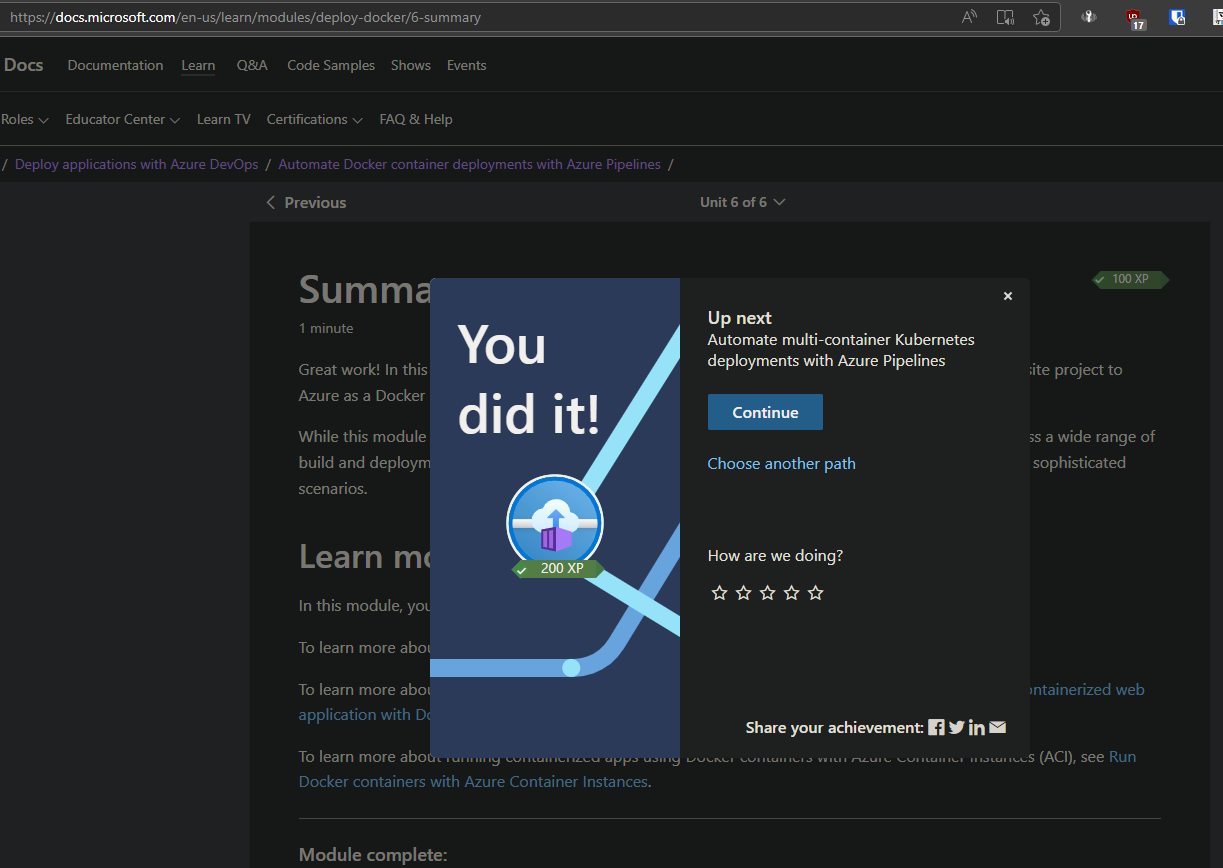 https://docs.microsoft.com/en-us/learn/modules/deploy-docker/6-summary
17
Docs Documentation Learn Q&A Code Samples Shows Events
Roles Educator Center Learn TV Certifications FAQ & Help
/ Deploy applications with Azure DevOps / Automate Docker container deployments with Azure Pipelines /
Previous Unit 6 of 6
Summa
100 XP
1 minute
Great work! In this
site project to
Azure as a Docker
While this module
ss a wide range of
build and deploym
sophisticated
scenarios.
You
did it!
200 XP
Up next
Automate multi-container Kubernetes
deployments with Azure Pipelines
Continue
Choose another path
How are we doing?
Share your achievement:
Learn mo
In this module, you
To learn more abou
To learn more abou
ontainerized web
application with Do
To learn more about running containerized apps using Docker containers with Azure Container Instances (ACI), see Run
Docker containers with Azure Container Instances.
Module complete: